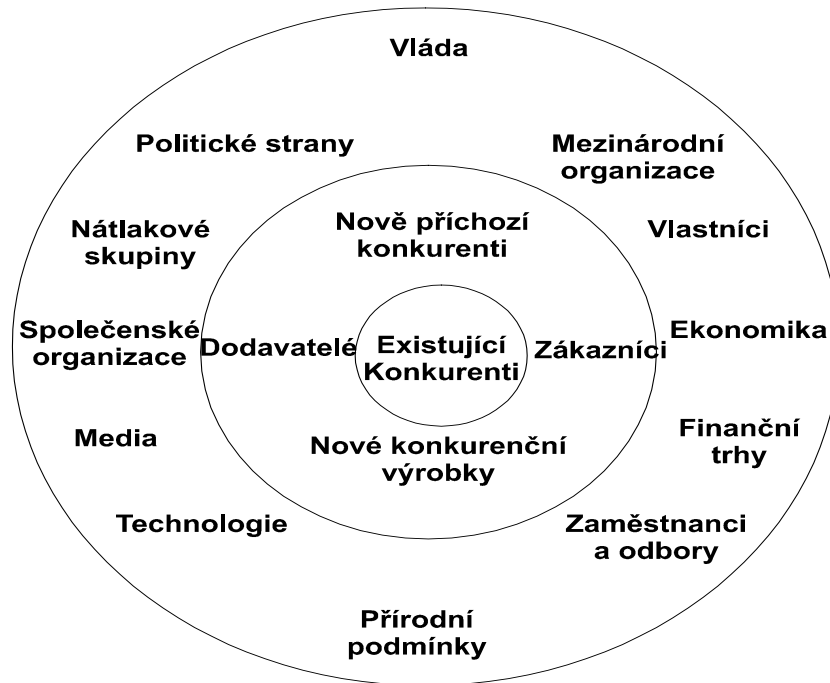 Vláda
Politické strany
Mezinárodní
organizace
Nátlakové
skupiny
Nově příchozí
konkurenti
Vlastníci
Společenské
organizace
Dodavatelé
Existující
Konkurenti
Zákazníci
Ekonomika
Media
Nové konkurenční
výrobky
Finanční
trhy
Technologie
Zaměstnanci
a odbory
Přírodní
podmínky